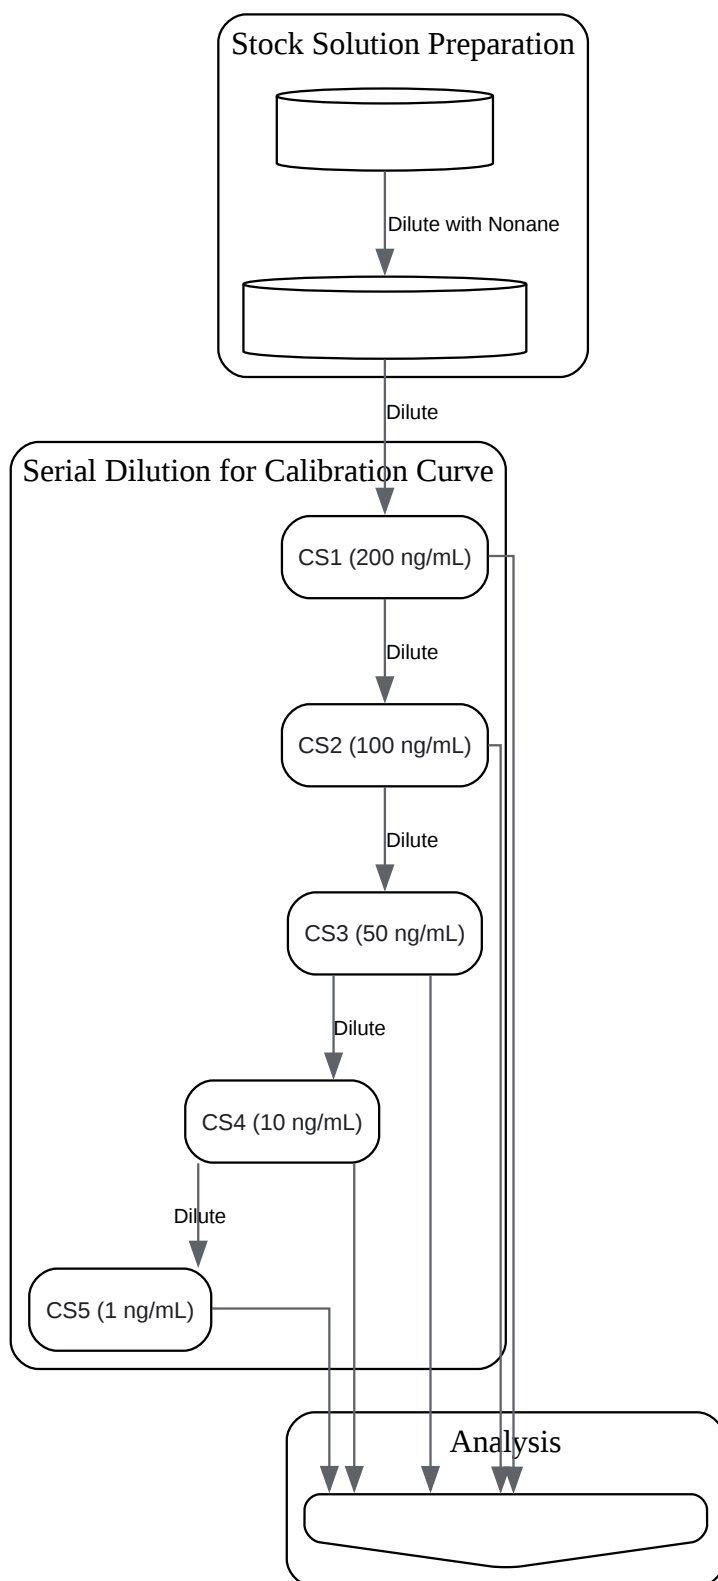 Stock Solution Preparation
Dilute with Nonane
Dilute
Serial Dilution for Calibration Curve
CS1 (200 ng/mL)
Dilute
CS2 (100 ng/mL)
Dilute
CS3 (50 ng/mL)
Dilute
CS4 (10 ng/mL)
Dilute
CS5 (1 ng/mL)
Analysis